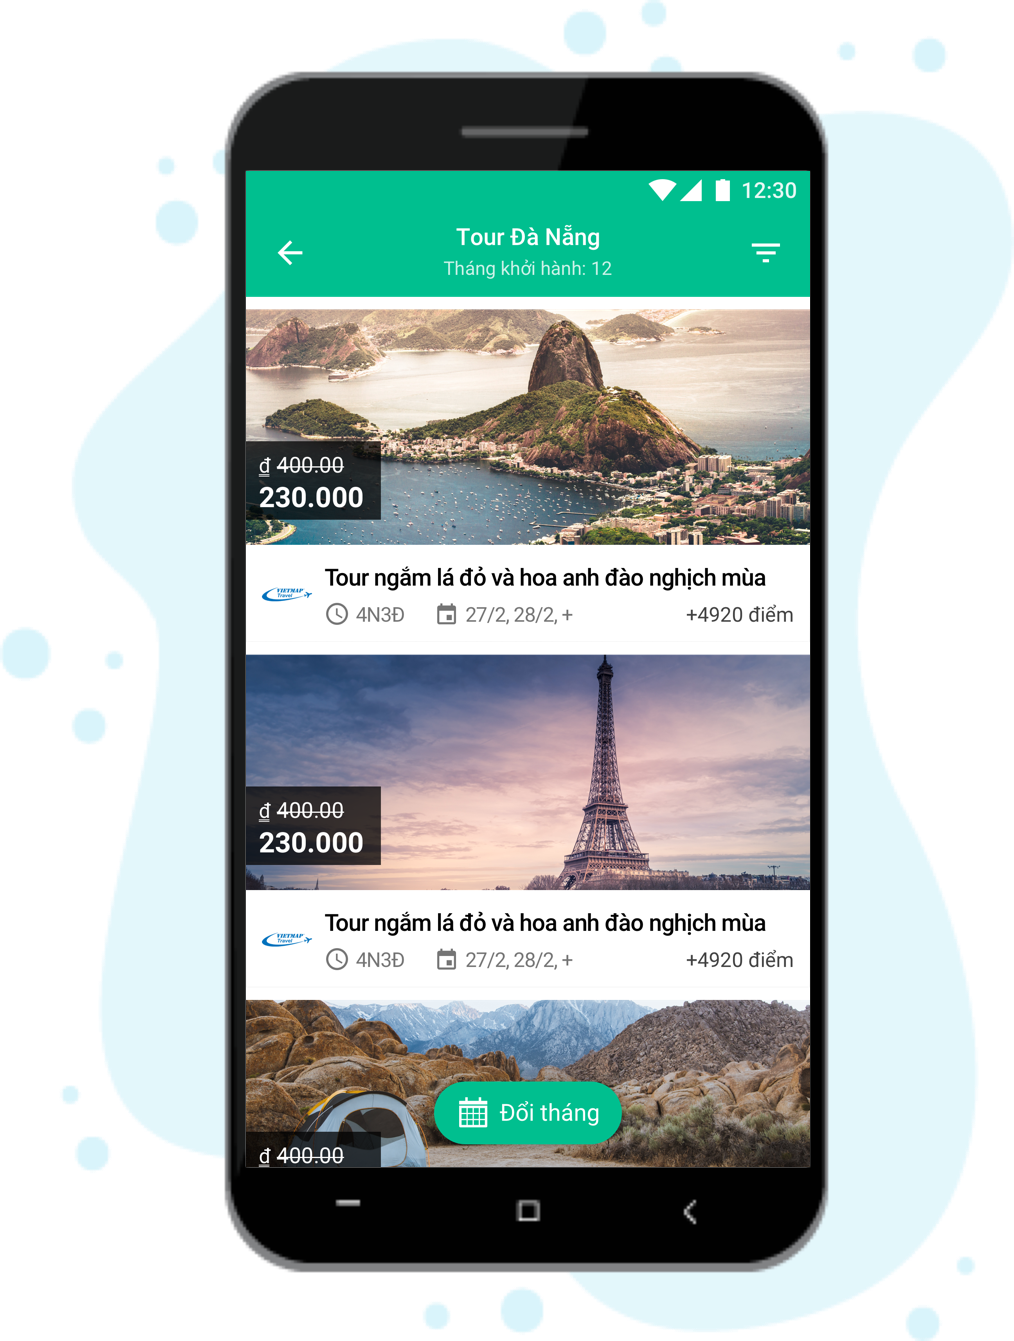 12:30
Tour Đà Nẵng
Tháng khởi hành: 12
₫ 400.00
230.000
Tour ngắm lá đỏ và hoa anh đào nghịch mùa
VIETMAP
Travel
4N3Đ 27/2, 28/2, + +4920 điểm
₫ 400.00
230.000
Tour ngắm lá đỏ và hoa anh đào nghịch mùa
VIETMAP
Travel
4N3Đ 27/2, 28/2, + +4920 điểm
Đổi tháng
₫ 400.00